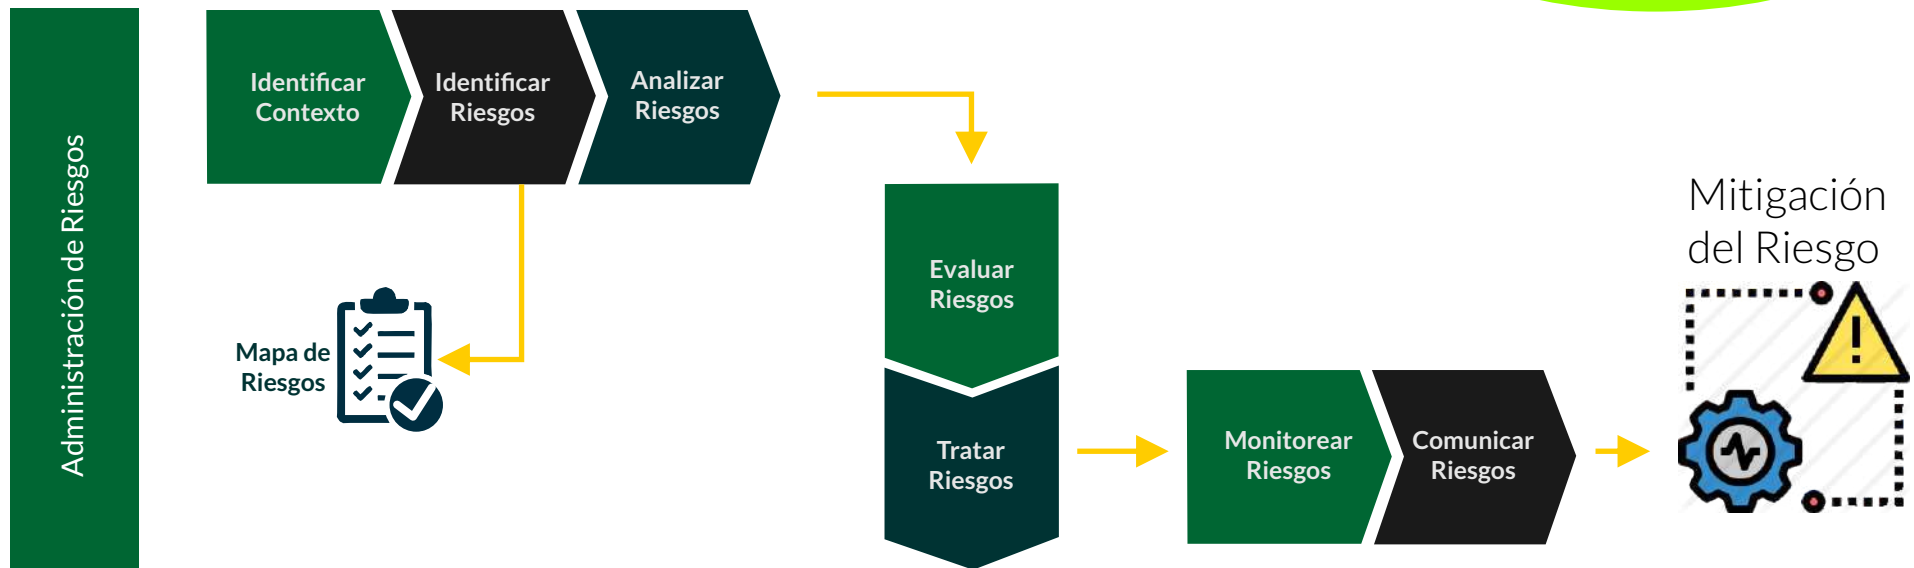 Administración de Riesgos
Identificar
Contexto
Identificar
Riesgos
Analizar
Riesgos
Mapa de
Riesgos
Evaluar
Riesgos
Tratar
Riesgos
Monitorear
Riesgos
Comunicar
Riesgos
Mitigación
del Riesgo